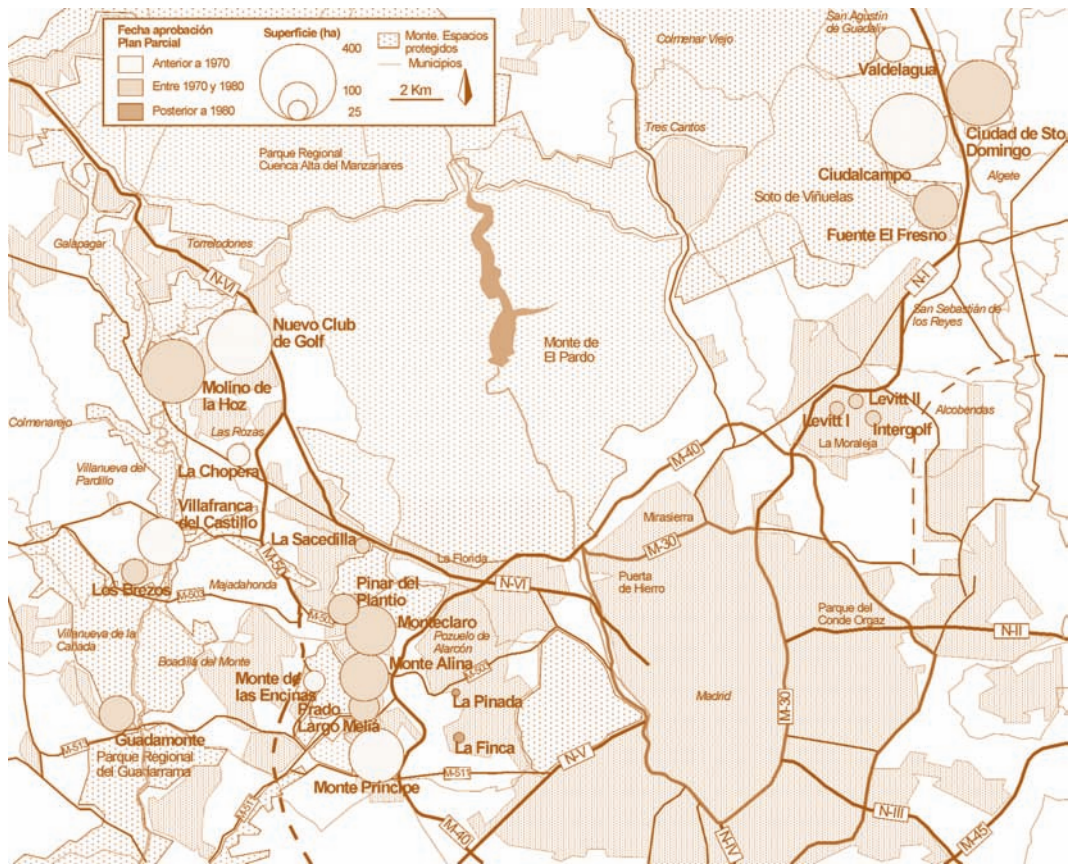 Fecha aprobación
Plan Parcial
Anterior a 1970
Entre 1970 y 1980
Posterior a 1980
Superficie (ha)
400
100
25
Monte. Espacios
protegidos
Municipios
2 Km
Colmenar Viejo
San Agustín
de Guadalix
Valdelagua
Ciudad de Sto.
Domingo
Algete
Tres Cantos
Ciudalcampo
Soto de Viñuelas
Fuente El Fresno
Parque Regional
Cuenca Alta del Manzanares
Galapagar
Torrelodones
N-VI
N-I
San Sebastián de
los Reyes
Nuevo Club
de Golf
Monte de
El Pardo
Molino de
la Hoz
Levitt II
Levitt I
Intergolf
Alcobendas
La Moraleja
Colmenarejo
Las Rozas
La Chopera
M-40
Villanueva del
Pardillo
Villafranca
del Castillo
Mirasierra
La Sacedilla
M-30
La Florida
M-50
N-VI
Puerta
de Hierro
Los Brezos
Majadahonda
M-503
Pinar del
Plantío
M-503
Monteclaro
Parque del
Conde Orgaz
N-II
Villanueva de la
Cañada
Pozuelo de
Alarcón
Boadilla del Monte
Monte Alina
M-503
Monte de
las Encinas
La Pinada
Madrid
M-30
Prado
Largo
Meliá
La Finca
Guadamonte
M-513
Parque Regional
del Guadarrama
N-V
M-511
Monte Príncipe
M-511
M-40
N-IV
N-III
M-45